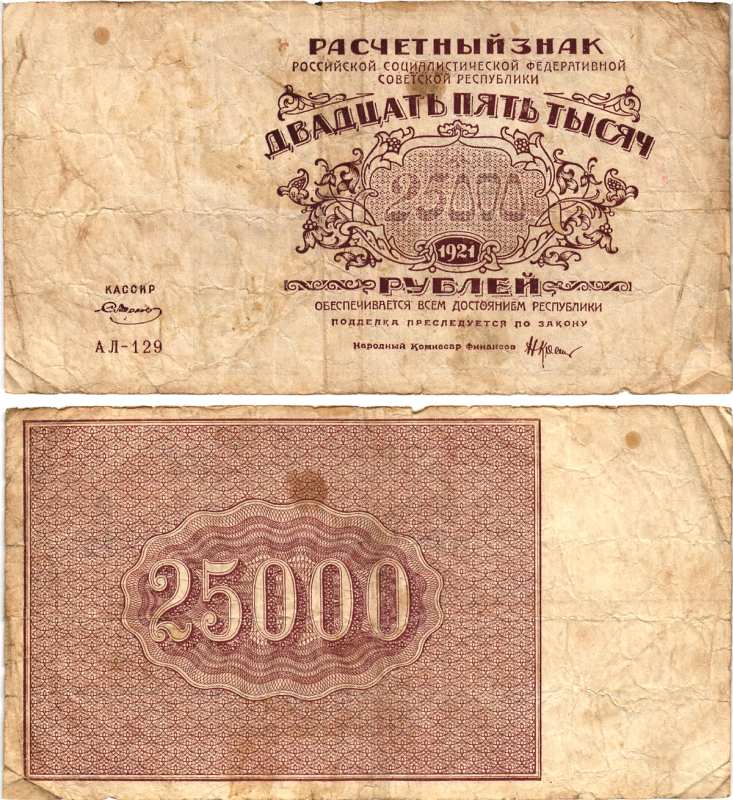 РАСЧЕТНЫЙ ЗНАК
РОССИЙСКОЙ СОЦИАЛИСТИЧЕСКОЙ ФЕДЕРАТИВНОЙ
СОВЕТСКОЙ РЕСПУБЛИКИ
ДВАДЦАТЬ ПЯТЬ ТЫСЯЧ
25000
1921
РУБЛЕЙ
ОБЕСПЕЧИВАЕТСЯ ВСЕМ ДОСТОЯНИЕМ РЕСПУБЛИКИ
ПОДДЕЛКА ПРЕСЛЕДУЕТСЯ ПО ЗАКОНУ
Народный Комиссар Финансов
КАССИР
АЛ-129
25000